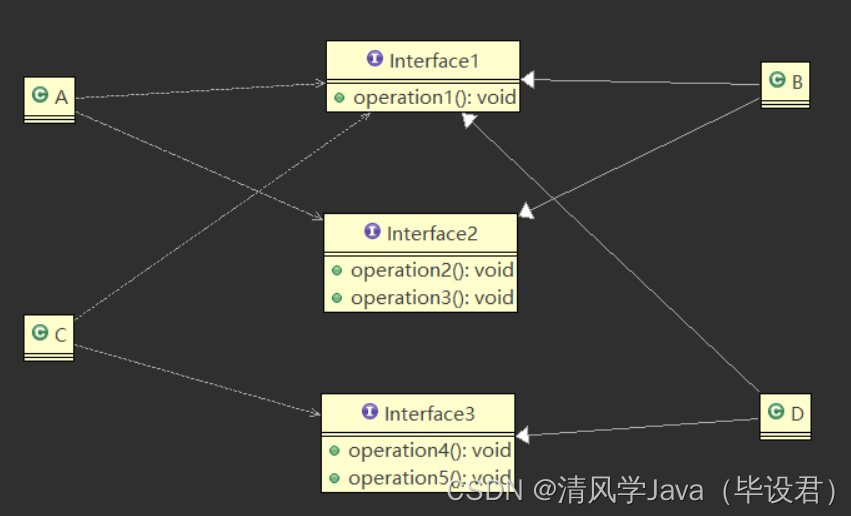 Interface1
operation1(): void
A
B
Interface2
operation2(): void
operation3(): void
C
Interface3
operation4(): void
operation5(): void
D
CSDN @清风学Java（毕设君）